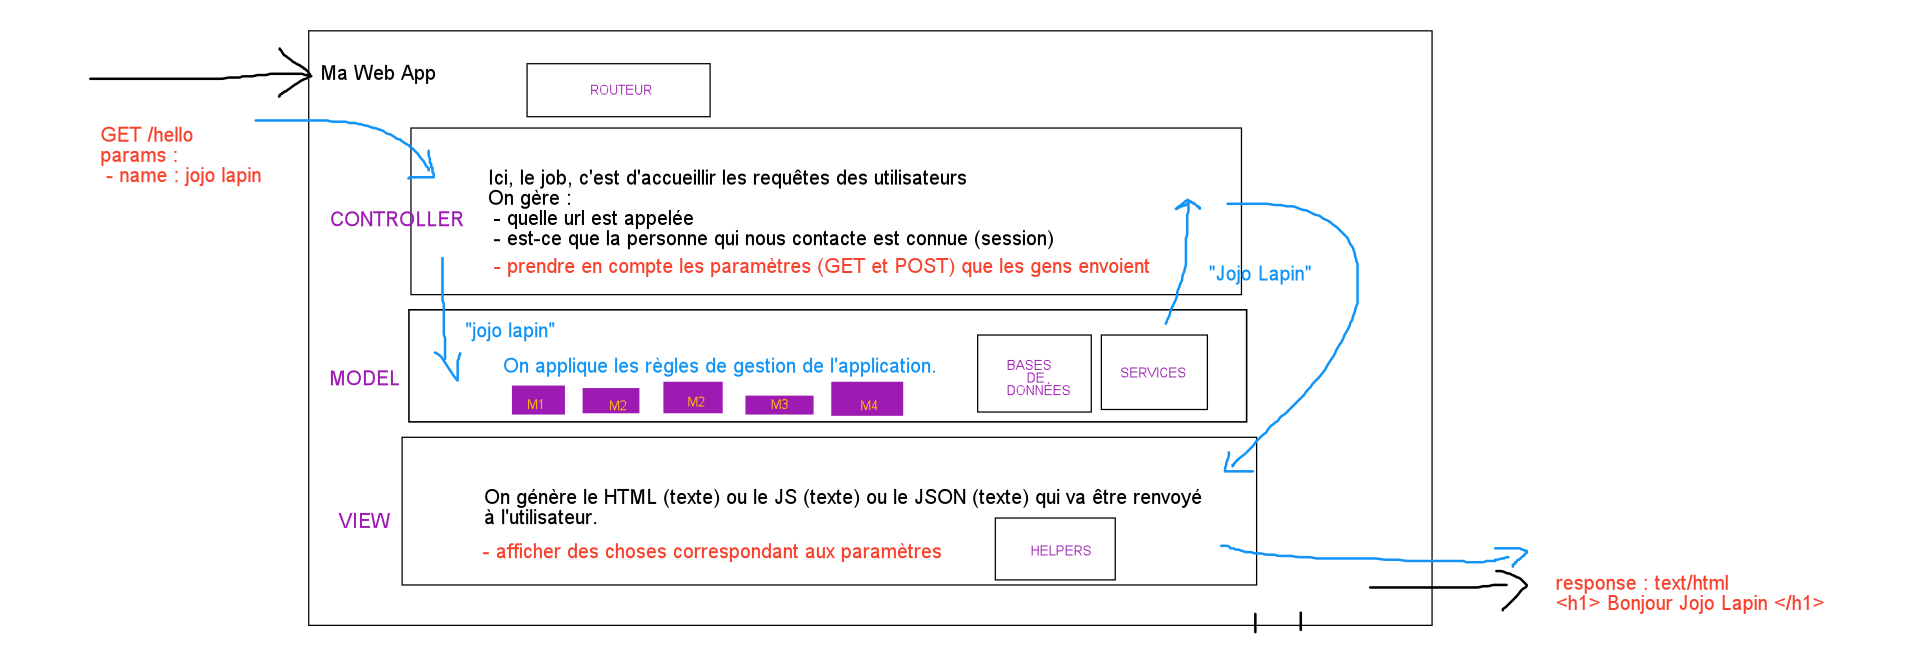 Ma Web App
ROUTEUR
GET /hello
params :
- name : jojo lapin
CONTROLLER
Ici, le job, c'est d'accueillir les requêtes des utilisateurs
On gère :
- quelle url est appelée
- est-ce que la personne qui nous contacte est connue (session)
- prendre en compte les paramètres (GET et POST) que les gens envoient
"Jojo Lapin"
"jojo lapin"
MODEL
On applique les règles de gestion de l'application.
M1
M2
M2
M3
M4
BASES
DE
DONNÉES
SERVICES
VIEW
On génère le HTML (texte) ou le JS (texte) ou le JSON (texte) qui va être renvoyé
à l'utilisateur.
- afficher des choses correspondant aux paramètres
HELPERS
response : text/html
<h1> Bonjour Jojo Lapin </h1>